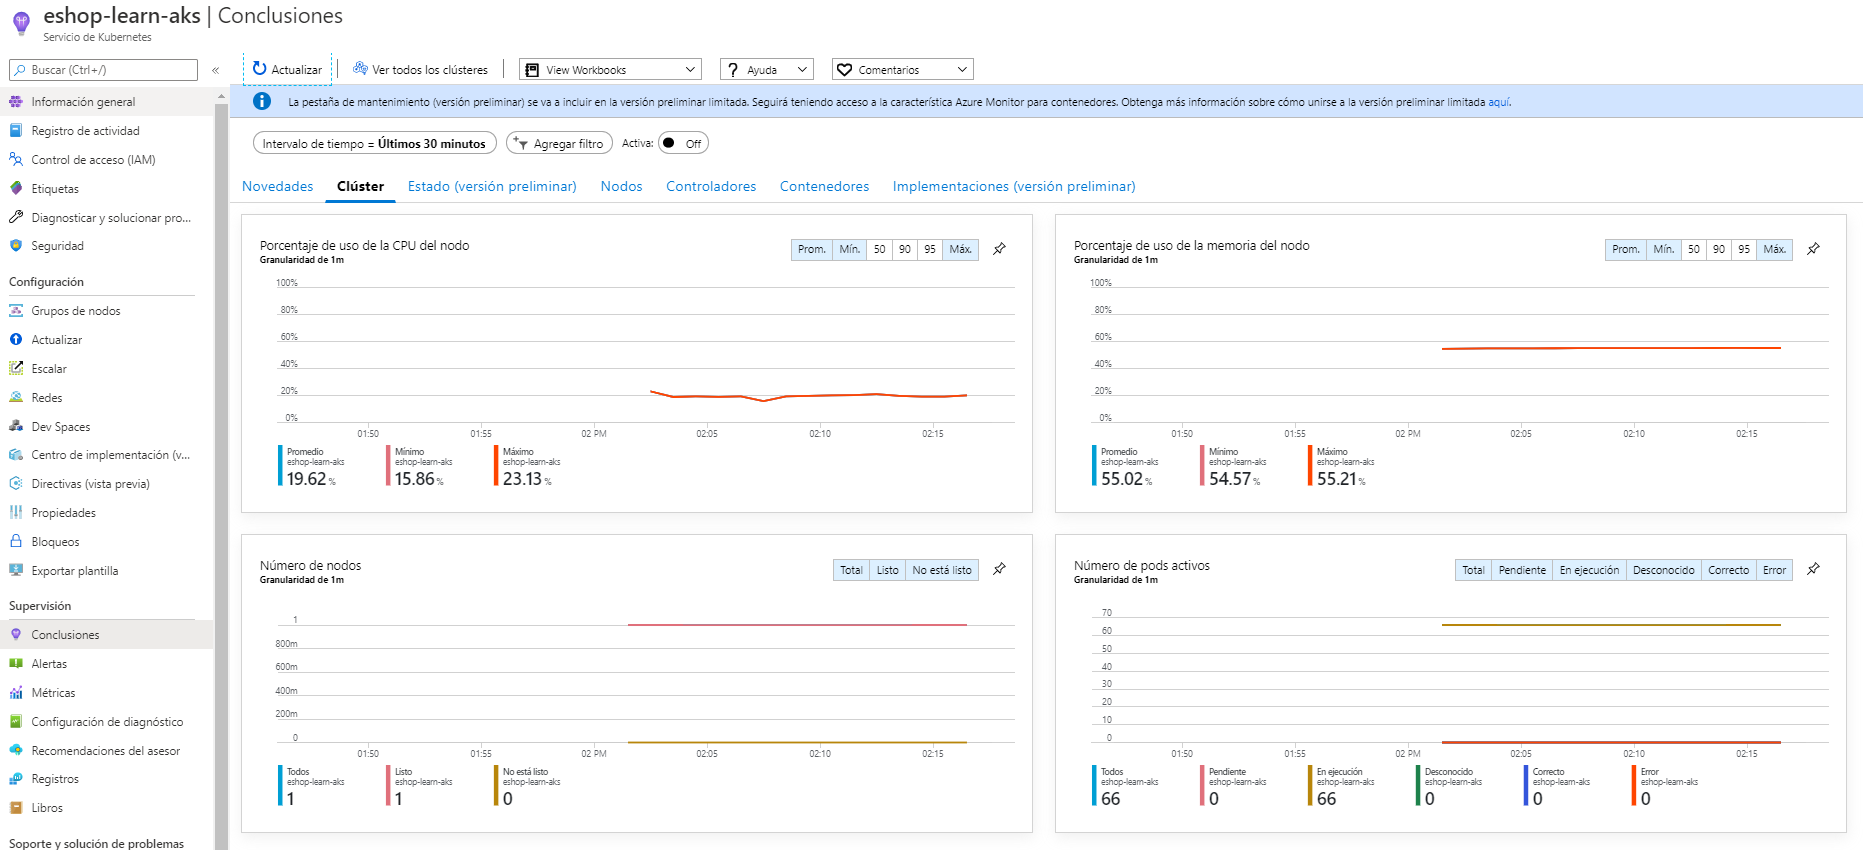 eshop-learn-aks | Conclusiones
Servicio de Kubernetes
Buscar (Ctrl+/)
«
Información general
Registro de actividad
Control de acceso (IAM)
Etiquetas
Diagnosticar y solucionar pro...
Seguridad
Configuración
Grupos de nodos
Actualizar
Escalar
Redes
Dev Spaces
Centro de implementación (v...
Directivas (vista previa)
Propiedades
Bloqueos
Exportar plantilla
Supervisión
Conclusiones
Alertas
Métricas
Configuración de diagnóstico
Recomendaciones del asesor
Registros
Libros
Soporte y solución de problemas
Actualizar
Ver todos los clústeres
View Workbooks
Ayuda
Comentarios
La pestaña de mantenimiento (versión preliminar) se va a incluir en la versión preliminar limitada. Seguirá teniendo acceso a la característica Azure Monitor para contenedores. Obtenga más información sobre cómo unirse a la versión preliminar limitada aquí.
Intervalo de tiempo = Últimos 30 minutos
Agregar filtro
Activa:
Off
Novedades Clúster Estado (versión preliminar) Nodos Controladores Contenedores Implementaciones (versión preliminar)
Porcentaje de uso de la CPU del nodo
Granularidad de 1m
Prom. Mín. 50 90 95 Máx.
100%
80%
60%
40%
20%
0%
01:50 01:55 02 PM 02:05 02:10 02:15
Promedio
eshop-learn-aks
19.62 %
Mínimo
eshop-learn-aks
15.86 %
Máximo
eshop-learn-aks
23.13 %
Porcentaje de uso de la memoria del nodo
Granularidad de 1m
Prom. Mín. 50 90 95 Máx.
100%
80%
60%
40%
20%
0%
01:50 01:55 02 PM 02:05 02:10 02:15
Promedio
eshop-learn-aks
55.02 %
Mínimo
eshop-learn-aks
54.57 %
Máximo
eshop-learn-aks
55.21 %
Número de nodos
Granularidad de 1m
Total Listo No está listo
1
800m
600m
400m
200m
0
01:50 01:55 02 PM 02:05 02:10 02:15
Todos
eshop-learn-aks
1
Listo
eshop-learn-aks
1
No está listo
eshop-learn-aks
0
Número de pods activos
Granularidad de 1m
Total Pendiente En ejecución Desconocido Correcto Error
70
60
50
40
30
20
10
0
01:50 01:55 02 PM 02:05 02:10 02:15
Todos
eshop-learn-aks
66
Pendiente
eshop-learn-aks
0
En ejecución
eshop-learn-aks
66
Desconocido
eshop-learn-aks
0
Correcto
eshop-learn-aks
0
Error
eshop-learn-aks
0